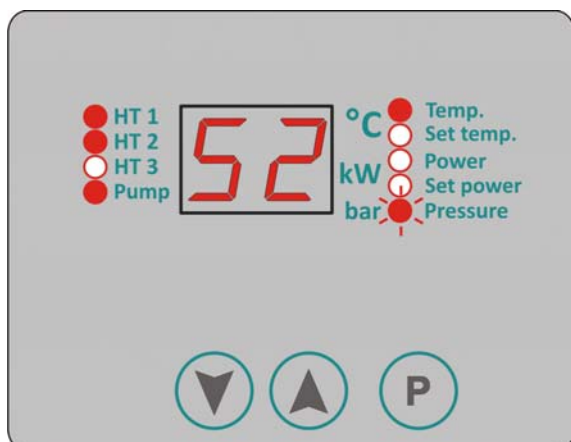 HT 1
HT 2
HT 3
Pump
52
°C
kW
bar
Temp.
Set temp.
Power
Set power
Pressure
P